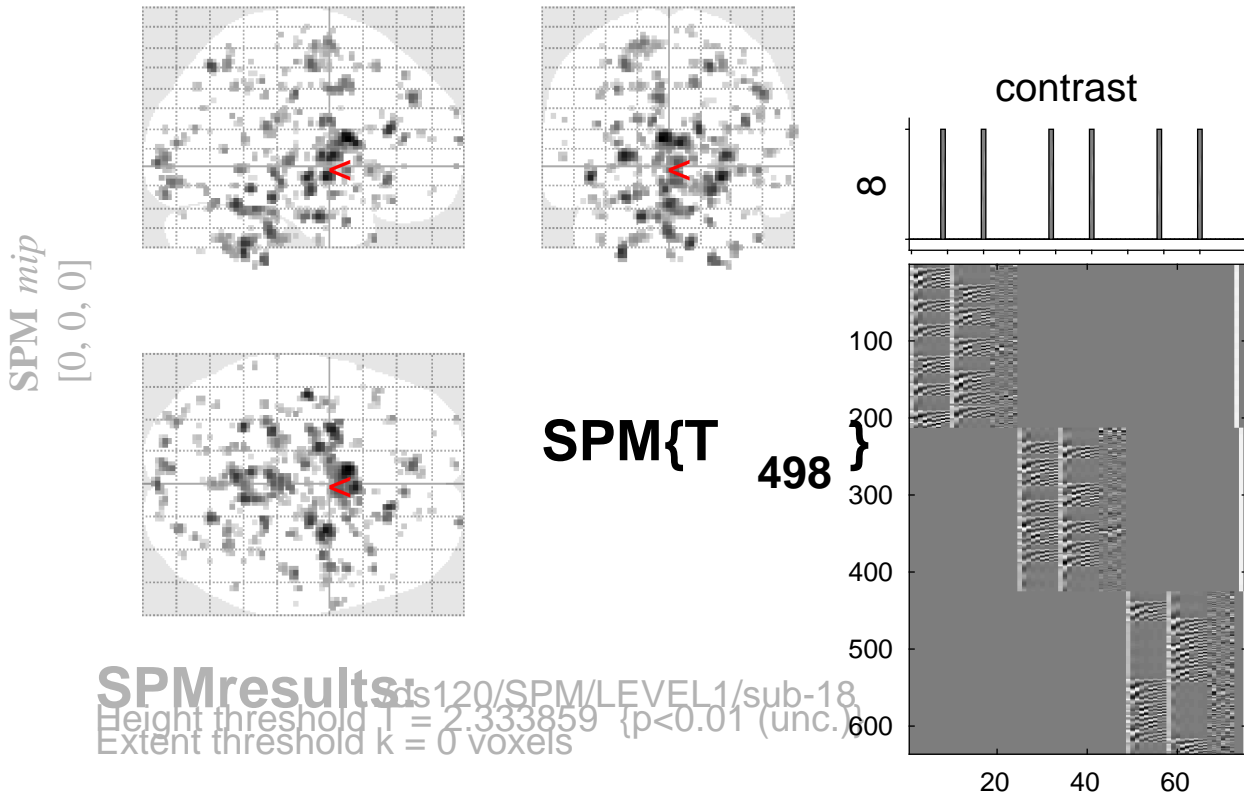 contrast
8
SPM mip
[0, 0, 0]
<
<
<
SPM{T 498 }
100
200
300
400
500
600
20 40 60
SPMresults: /ds120/SPM/LEVEL1/sub-18
Height threshold T = 2.333859 {p<0.01 (unc.)}
Extent threshold k = 0 voxels